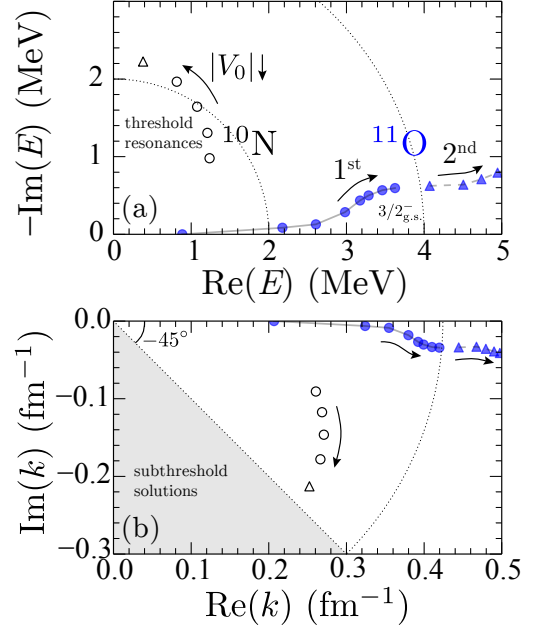 −Im(E) (MeV)
2
1
0
|V₀|↓
threshold
resonances
¹⁰N
¹¹O
1ˢᵗ
2ⁿᵈ
3/2⁻g.s.
(a)
0 1 2 3 4 5
Re(E) (MeV)
Im(k) (fm⁻¹)
0.0
−0.1
−0.2
−0.3
−45°
subthreshold
solutions
(b)
0.0 0.1 0.2 0.3 0.4 0.5
Re(k) (fm⁻¹)